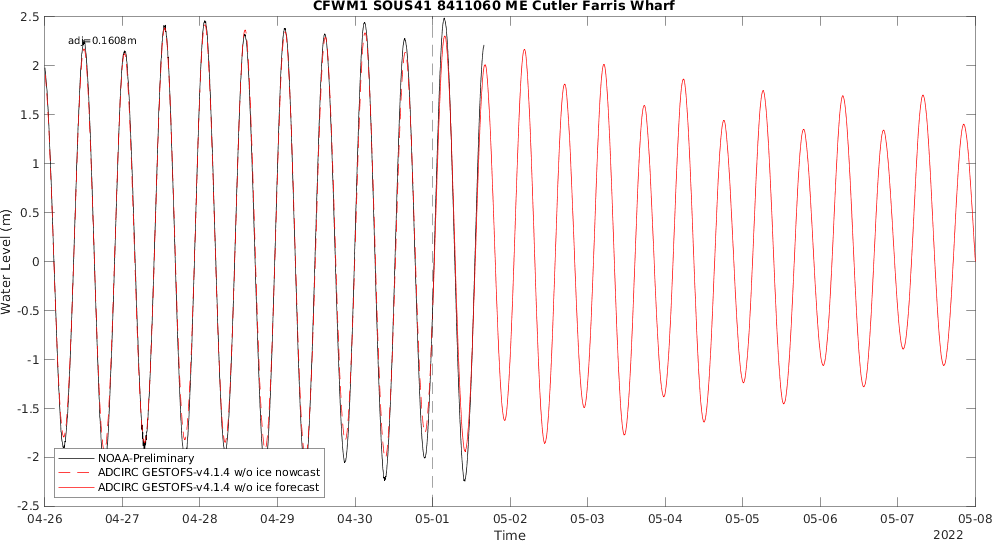 CFWM1 SOUS41 8411060 ME Cutler Farris Wharf
adj=0.1608m
2.5
2
1.5
1
0.5
0
-0.5
-1
-1.5
-2
-2.5
Water Level (m)
NOAA-Preliminary
ADCIRC GESTOFS-v4.1.4 w/o ice nowcast
ADCIRC GESTOFS-v4.1.4 w/o ice forecast
04-26 04-27 04-28 04-29 04-30 05-01 05-02 05-03 05-04 05-05 05-06 05-07 05-08
Time
2022